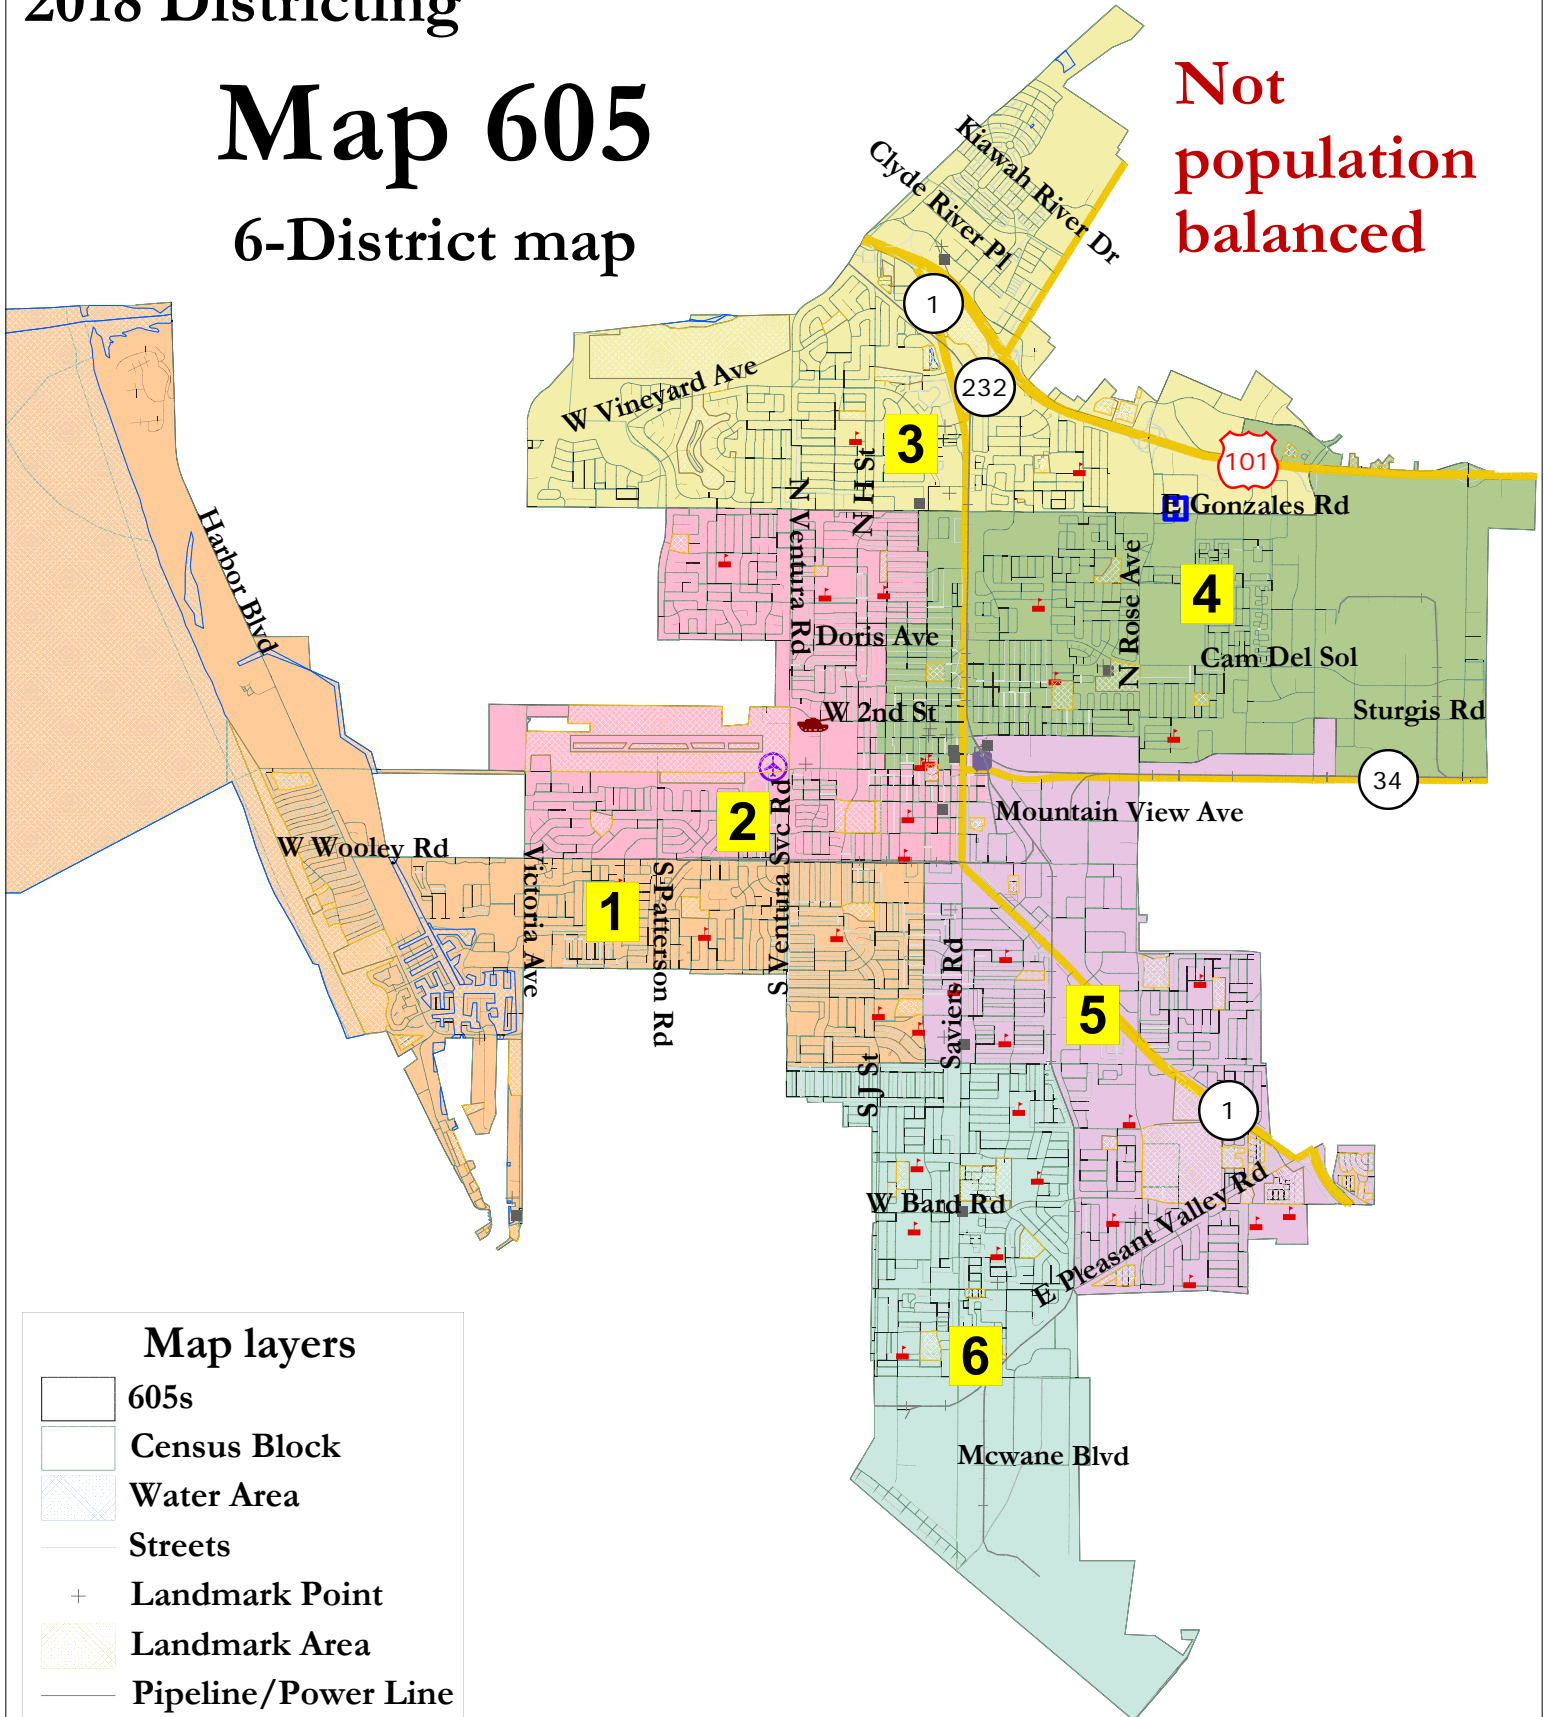 2018 Districting
Map 605
6-District map
Not
population
balanced
Kiawah River Dr
Clyde River Pl
1
232
W Vineyard Ave
3
N H St
101
E Gonzales Rd
N Ventura Rd
Harbor Blvd
N Rose Ave
4
Doris Ave
Cam Del Sol
W 2nd St
Sturgis Rd
34
2
Mountain View Ave
S Ventura Svc Rd
W Wooley Rd
Victoria Ave
S Patterson Rd
1
Saviers Rd
5
S J St
1
W Bard Rd
E Pleasant Valley Rd
6
Mcwane Blvd
Map layers
605s
Census Block
Water Area
Streets
Landmark Point
Landmark Area
Pipeline/Power Line